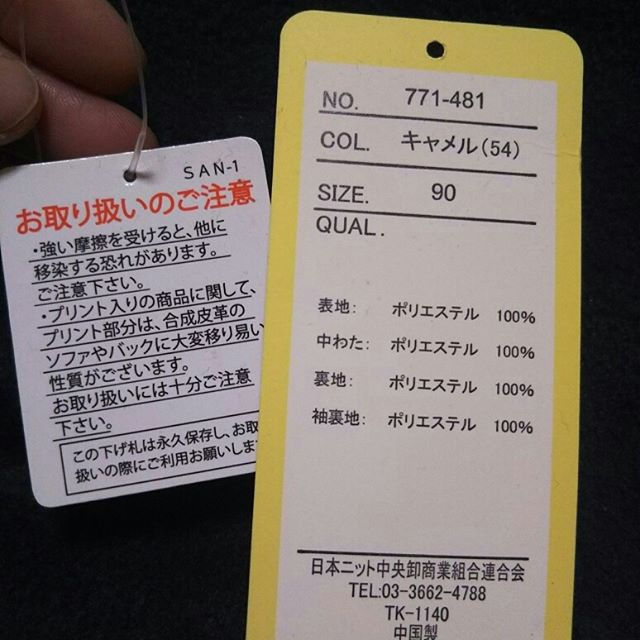 SAN-1
お取り扱いのご注意
・強い摩擦を受けると、他に
移染する恐れがあります。
ご注意下さい。
・プリント入りの商品に関して、
プリント部分は、合成皮革の
ソファやバックに大変移り易い
性質がございます。
お取り扱いには十分ご注意
下さい。
この下げ札は永久保存し、お取
扱いの際にご利用お願いしま
NO. 771-481
COL. キャメル(54)
SIZE. 90
QUAL.
表地: ポリエステル 100%
中わた: ポリエステル 100%
裏地: ポリエステル 100%
袖裏地: ポリエステル 100%
日本ニット中央卸商業組合連合会
TEL:03-3662-4788
TK-1140
中国製